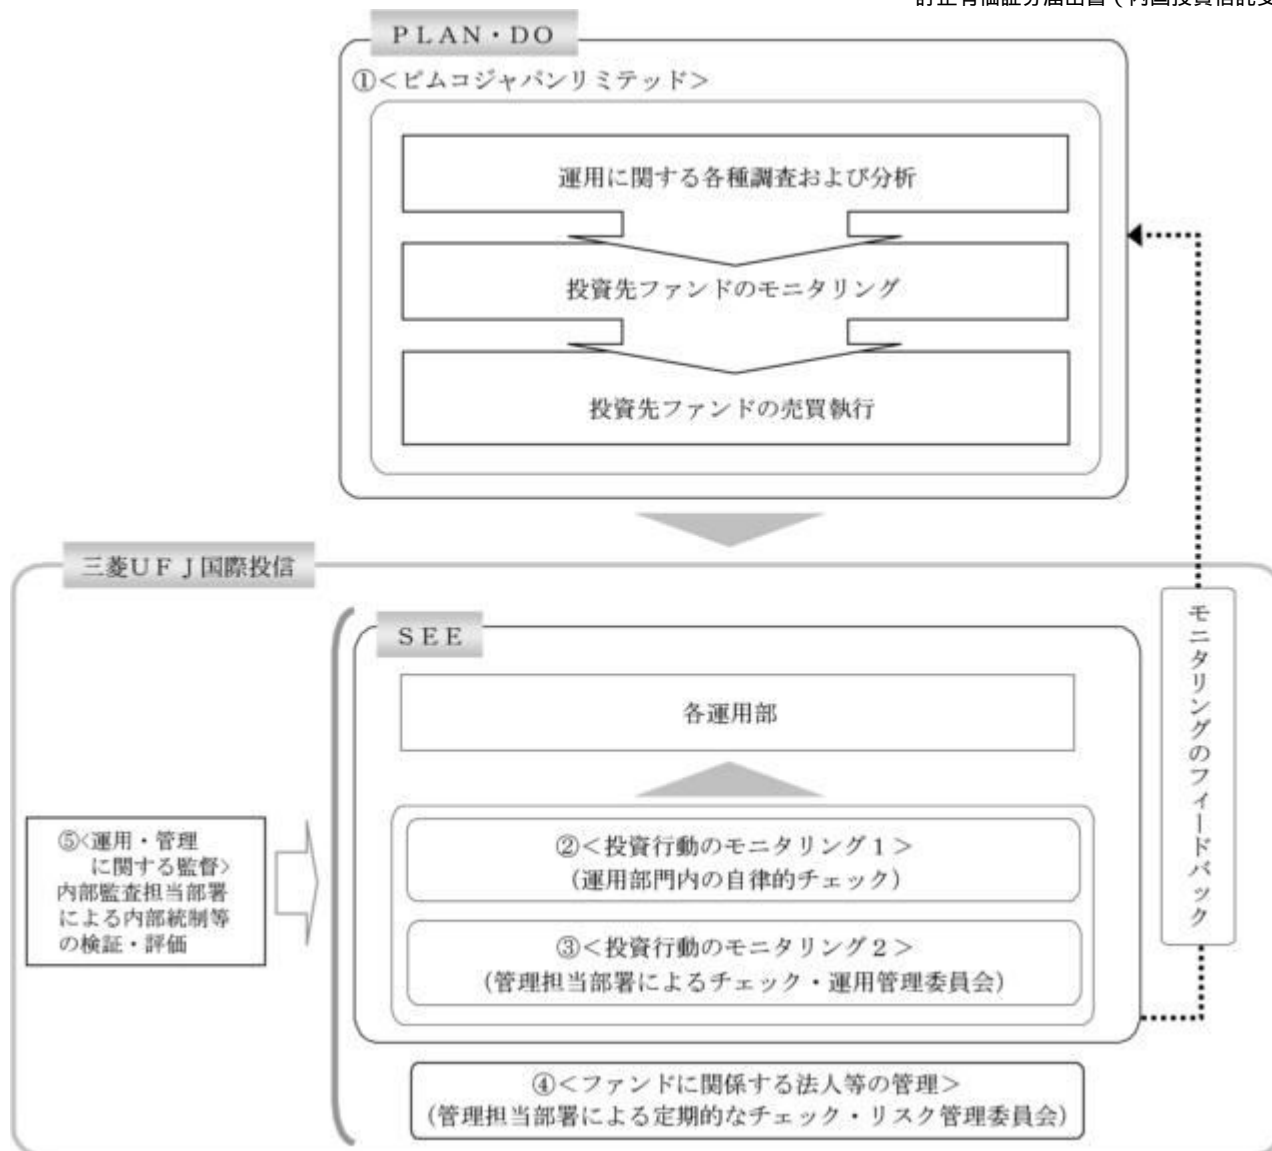 PLAN・DO
①＜ピムコジャパンリミテッド＞
運用に関する各種調査および分析
投資先ファンドのモニタリング
投資先ファンドの売買執行
三菱ＵＦＪ国際投信
SEE
各運用部
②＜投資行動のモニタリング１＞
（運用部門内の自律的チェック）
③＜投資行動のモニタリング２＞
（管理担当部署によるチェック・運用管理委員会）
④＜ファンドに関係する法人等の管理＞
（管理担当部署による定期的なチェック・リスク管理委員会）
⑤＜運用・管理
に関する監督＞
内部監査担当部署
による内部統制等
の検証・評価
モニタリングのフィードバック